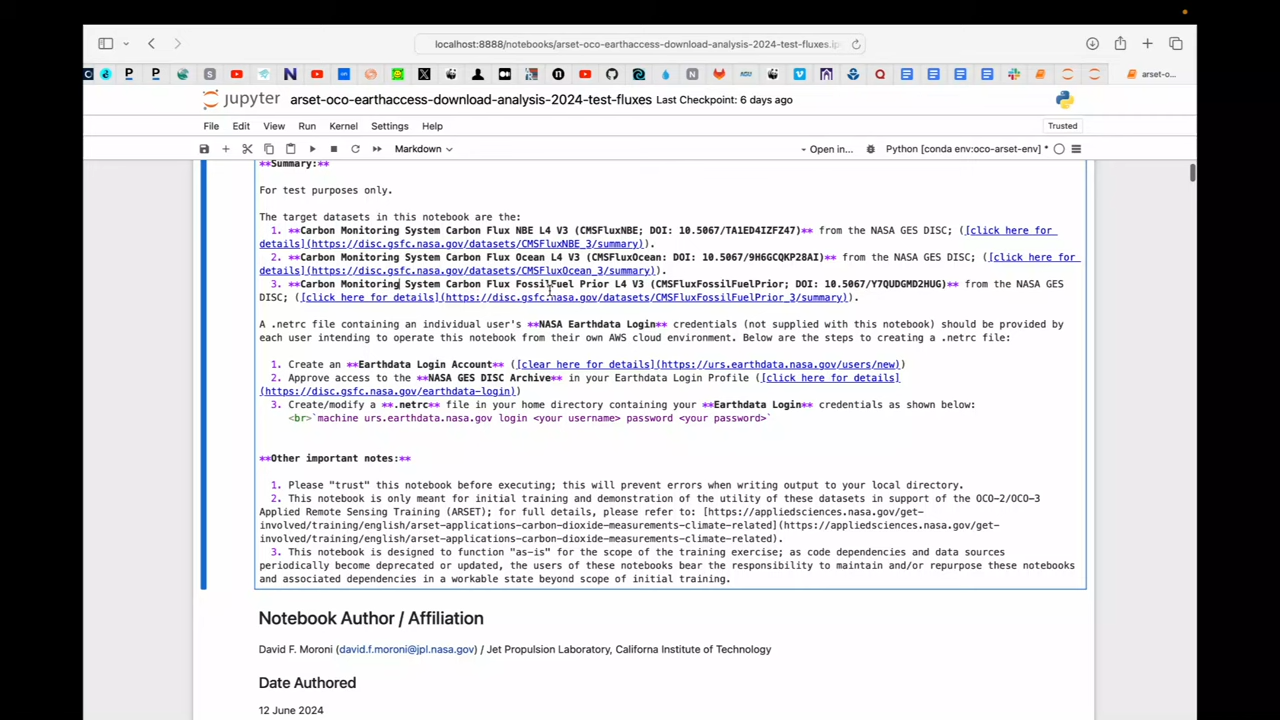 localhost:8888/notebooks/arset-oco-earthaccess-download-analysis-2024-test-fluxes.ip
arset-o...
jupyter arset-oco-earthaccess-download-analysis-2024-test-fluxes Last Checkpoint: 6 days ago
File Edit View Run Kernel Settings Help Trusted
Markdown Open in... Python [conda env:oco-arset-env] *
**Summary:**
For test purposes only.
The target datasets in this notebook are the:
1. **Carbon Monitoring System Carbon Flux NBE L4 V3 (CMSFluxNBE; DOI: 10.5067/TA1ED4IZFZ47)** from the NASA GES DISC; ([click here for
details](https://disc.gsfc.nasa.gov/datasets/CMSFluxNBE_3/summary)).
2. **Carbon Monitoring System Carbon Flux Ocean L4 V3 (CMSFluxOcean: DOI: 10.5067/9H6GCQKP28AI)** from the NASA GES DISC; ([click here for
details](https://disc.gsfc.nasa.gov/datasets/CMSFluxOcean_3/summary)).
3. **Carbon Monitoring System Carbon Flux FossilFuel Prior L4 V3 (CMSFluxFossilFuelPrior; DOI: 10.5067/Y7QUDGMD2HUG)** from the NASA GES
DISC; ([click here for details](https://disc.gsfc.nasa.gov/datasets/CMSFluxFossilFuelPrior_3/summary)).
A .netrc file containing an individual user's **NASA Earthdata Login** credentials (not supplied with this notebook) should be provided by
each user intending to operate this notebook from their own AWS cloud environment. Below are the steps to creating a .netrc file:
1. Create an **Earthdata Login Account** ([clear here for details](https://urs.earthdata.nasa.gov/users/new))
2. Approve access to the **NASA GES DISC Archive** in your Earthdata Login Profile ([click here for details]
(https://disc.gsfc.nasa.gov/earthdata-login))
3. Create/modify a **.netrc** file in your home directory containing your **Earthdata Login** credentials as shown below:
<br>`machine urs.earthdata.nasa.gov login <your username> password <your password>`
**Other important notes:**
1. Please "trust" this notebook before executing; this will prevent errors when writing output to your local directory.
2. This notebook is only meant for initial training and demonstration of the utility of these datasets in support of the OCO-2/OCO-3
Applied Remote Sensing Training (ARSET); for full details, please refer to: [https://appliedsciences.nasa.gov/get-
involved/training/english/arset-applications-carbon-dioxide-measurements-climate-related](https://appliedsciences.nasa.gov/get-
involved/training/english/arset-applications-carbon-dioxide-measurements-climate-related).
3. This notebook is designed to function "as-is" for the scope of the training exercise; as code dependencies and data sources
periodically become deprecated or updated, the users of these notebooks bear the responsibility to maintain and/or repurpose these notebooks
and associated dependencies in a workable state beyond scope of initial training.
Notebook Author / Affiliation
David F. Moroni (david.f.moroni@jpl.nasa.gov) / Jet Propulsion Laboratory, Californa Institute of Technology
Date Authored
12 June 2024